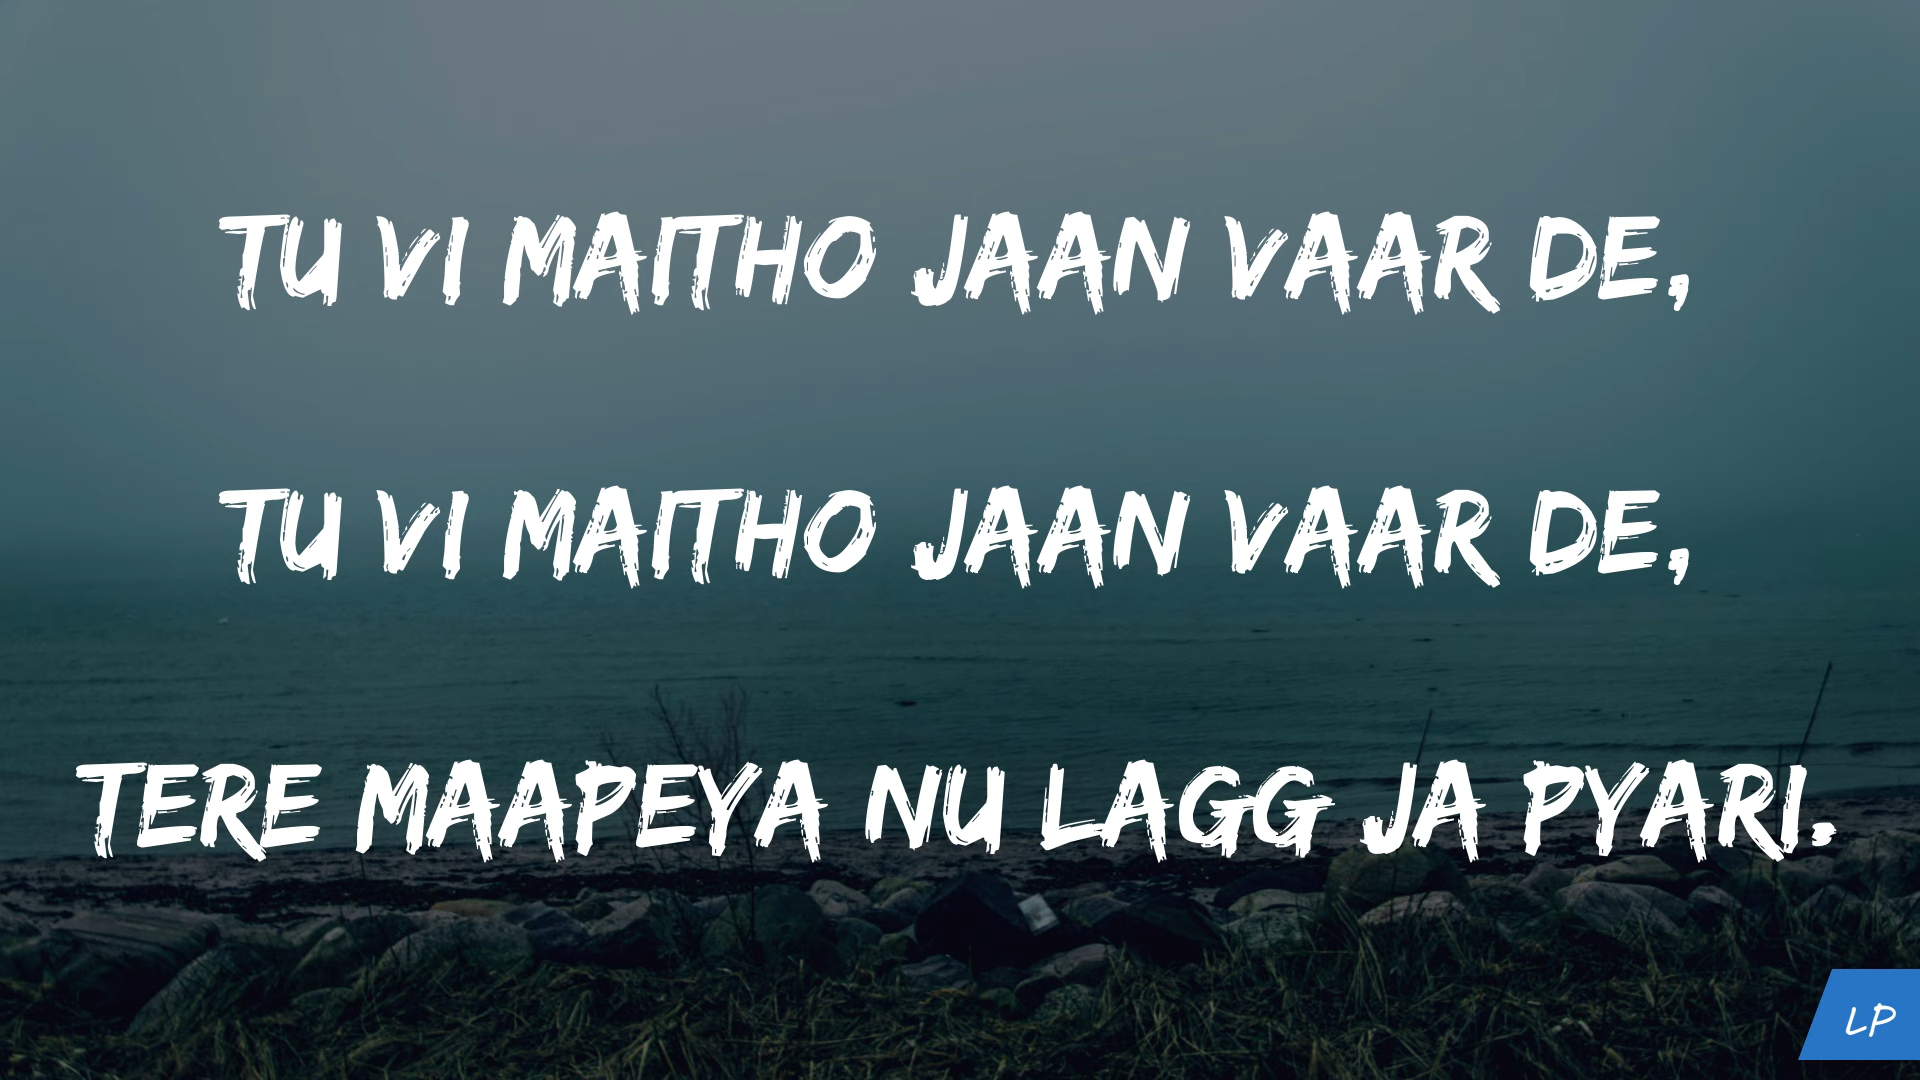 TU VI MAITHO JAAN VAAR DE,
TU VI MAITHO JAAN VAAR DE,
TERE MAAPEYA NU LAGG JA PYARI.
LP